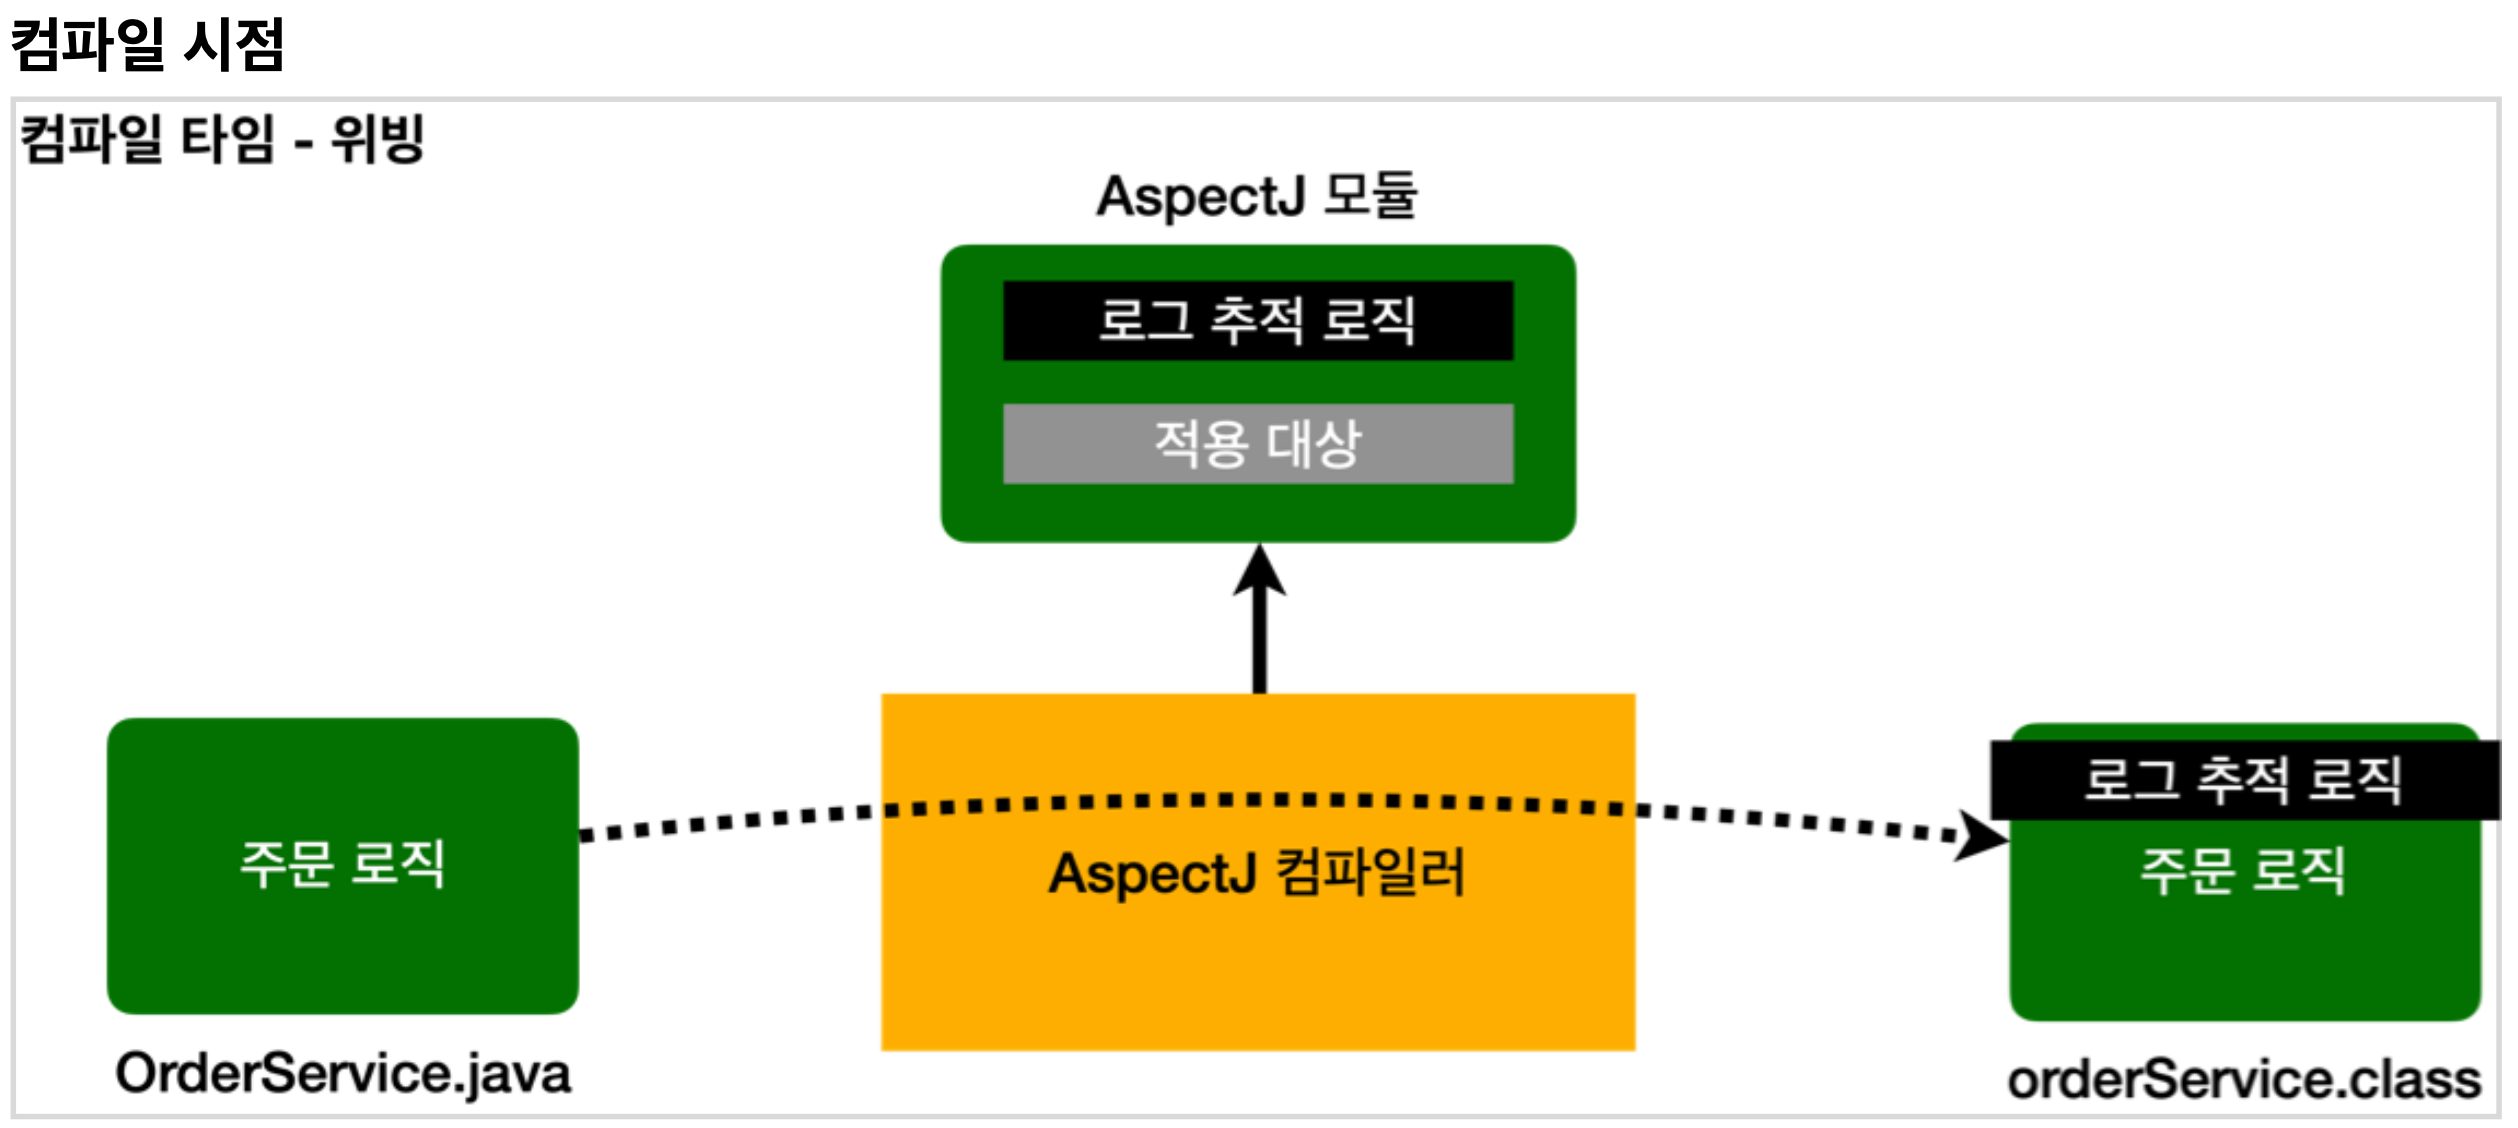 컴파일 시점
컴파일 타임 - 위빙
AspectJ 모듈
로그 추적 로직
적용 대상
주문 로직
OrderService.java
AspectJ 컴파일러
로그 추적 로직
주문 로직
orderService.class